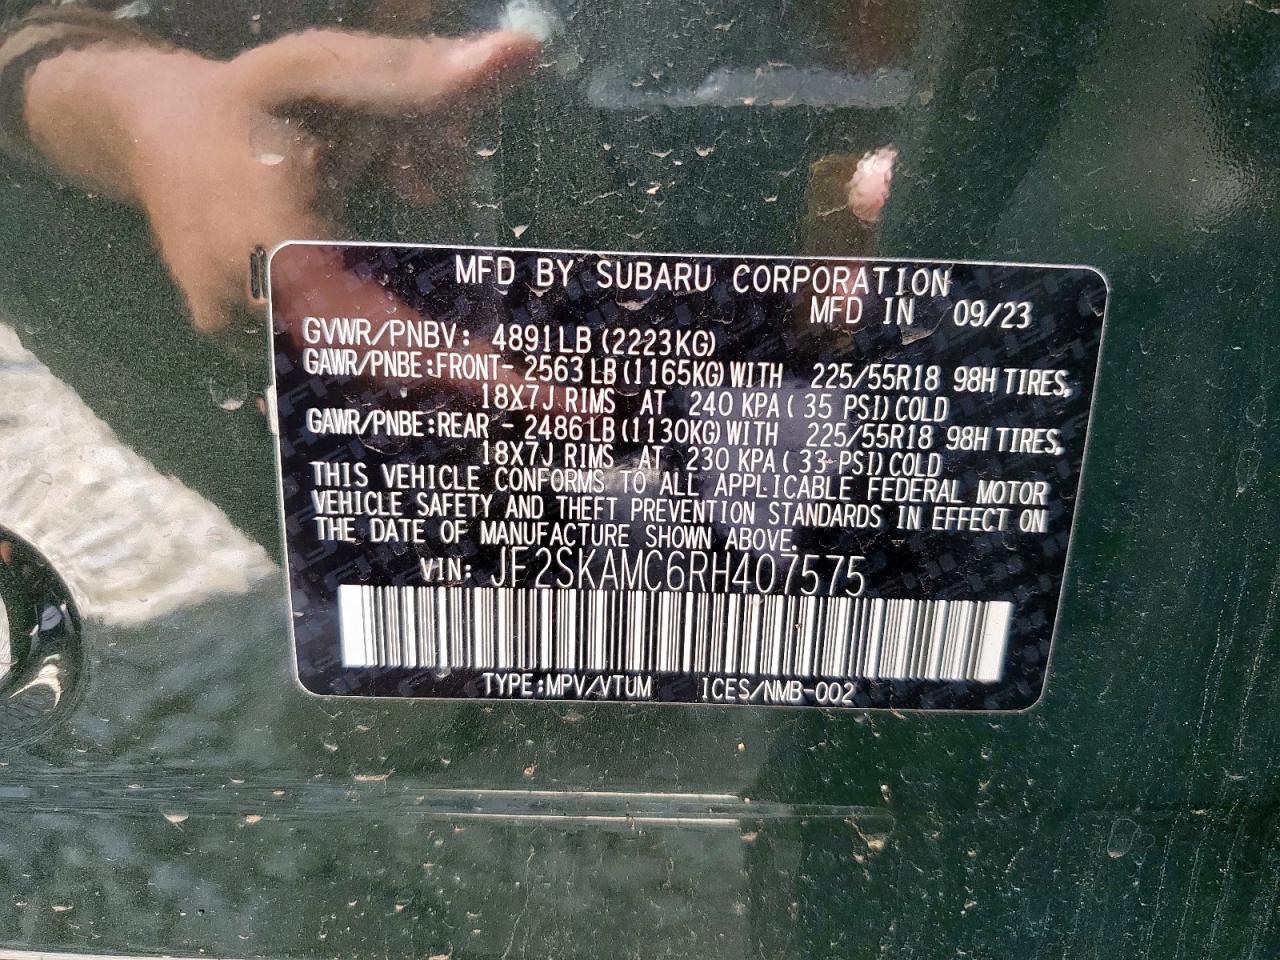 MFD BY SUBARU CORPORATION
MFD IN 09/23
GVWR/PNBV: 4891LB (2223KG)
GAWR/PNBE:FRONT- 2563LB(1165KG)WITH 225/55R18 98H TIRES,
18X7J RIMS AT 240 KPA( 35 PSI)COLD
GAWR/PNBE:REAR - 2486LB(1130KG)WITH 225/55R18 98H TIRES,
18X7J RIMS AT 230 KPA( 33 PSI)COLD
THIS VEHICLE CONFORMS TO ALL APPLICABLE FEDERAL MOTOR
VEHICLE SAFETY AND THEFT PREVENTION STANDARDS IN EFFECT ON
THE DATE OF MANUFACTURE SHOWN ABOVE.
VIN: JF2SKAMC6RH407575
TYPE:MPV/VTUM ICES/NMB-002